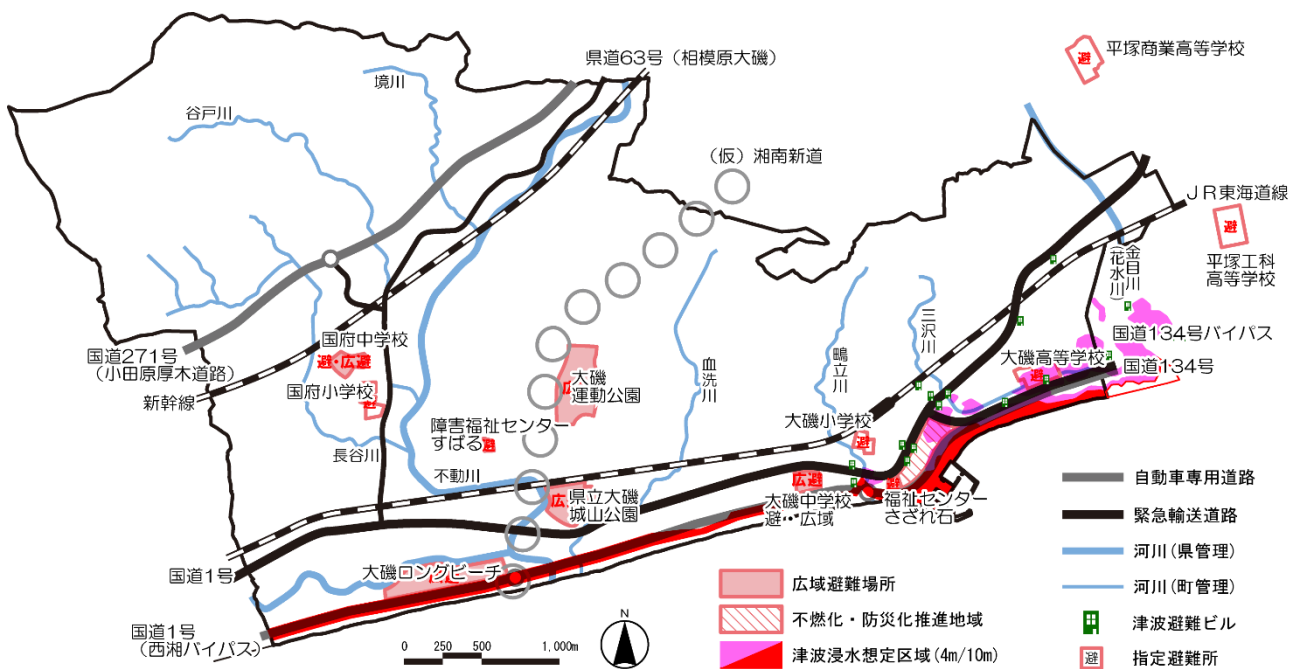 県道63号(相模原大磯)
避
平塚商業高等学校
境川
谷戸川
(仮)湘南新道
JR東海道線
避
平塚工科
高等学校
金目川
(花水川)
三沢川
国府中学校
避・広避
国道134号バイパス
国道271号
(小田原厚木道路)
大磯高等学校
避
国道134号
血洗川
鴫立川
新幹線
国府小学校
避
広
大磯
運動公園
大磯小学校
避
障害福祉センター
すばる
避
長谷川
不動川
広
県立大磯
城山公園
広避
避
大磯中学校
避・広域
福祉センター
さざれ石
国道1号
大磯ロングビーチ
国道1号
(西湘バイパス)
0 250 500 1,000m
N
自動車専用道路
緊急輸送道路
河川(県管理)
河川(町管理)
津波避難ビル
避
指定避難所
広域避難場所
不燃化・防災化推進地域
津波浸水想定区域(4m/10m)